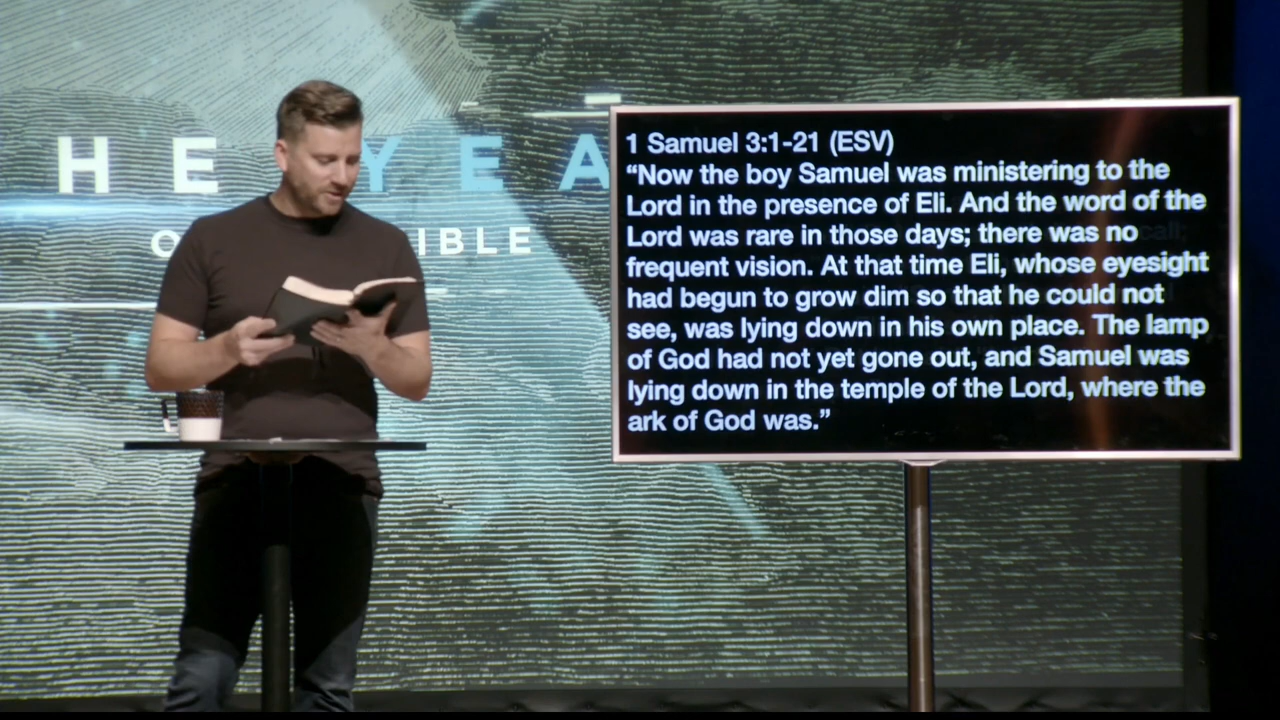 HE YEA
O IBLE
1 Samuel 3:1-21 (ESV)
“Now the boy Samuel was ministering to the
Lord in the presence of Eli. And the word of the
Lord was rare in those days; there was no
frequent vision. At that time Eli, whose eyesight
had begun to grow dim so that he could not
see, was lying down in his own place. The lamp
of God had not yet gone out, and Samuel was
lying down in the temple of the Lord, where the
ark of God was.”